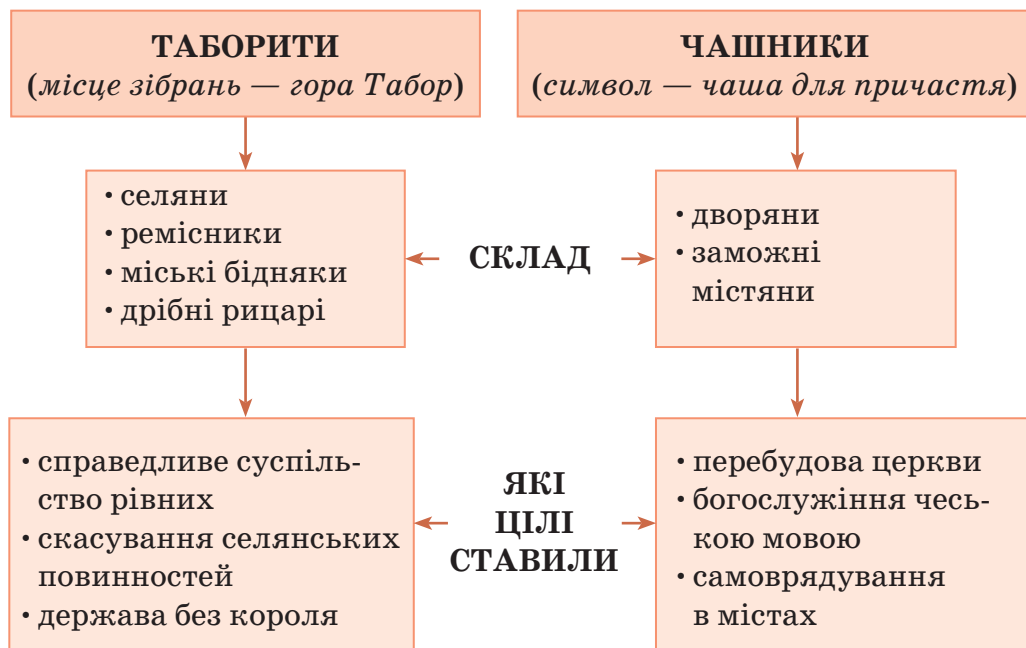 ТАБОРИТИ
(місце зібрань — гора Табор)
ЧАШНИКИ
(символ — чаша для причастя)
• селяни
• ремісники
• міські бідняки
• дрібні рицарі
СКЛАД
• дворяни
• заможні
містяни
• справедливе суспіль-
ство рівних
• скасування селянських
повинностей
• держава без короля
ЯКІ
ЦІЛІ
СТАВИЛИ
• перебудова церкви
• богослужіння чесь-
кою мовою
• самоврядування
в містах